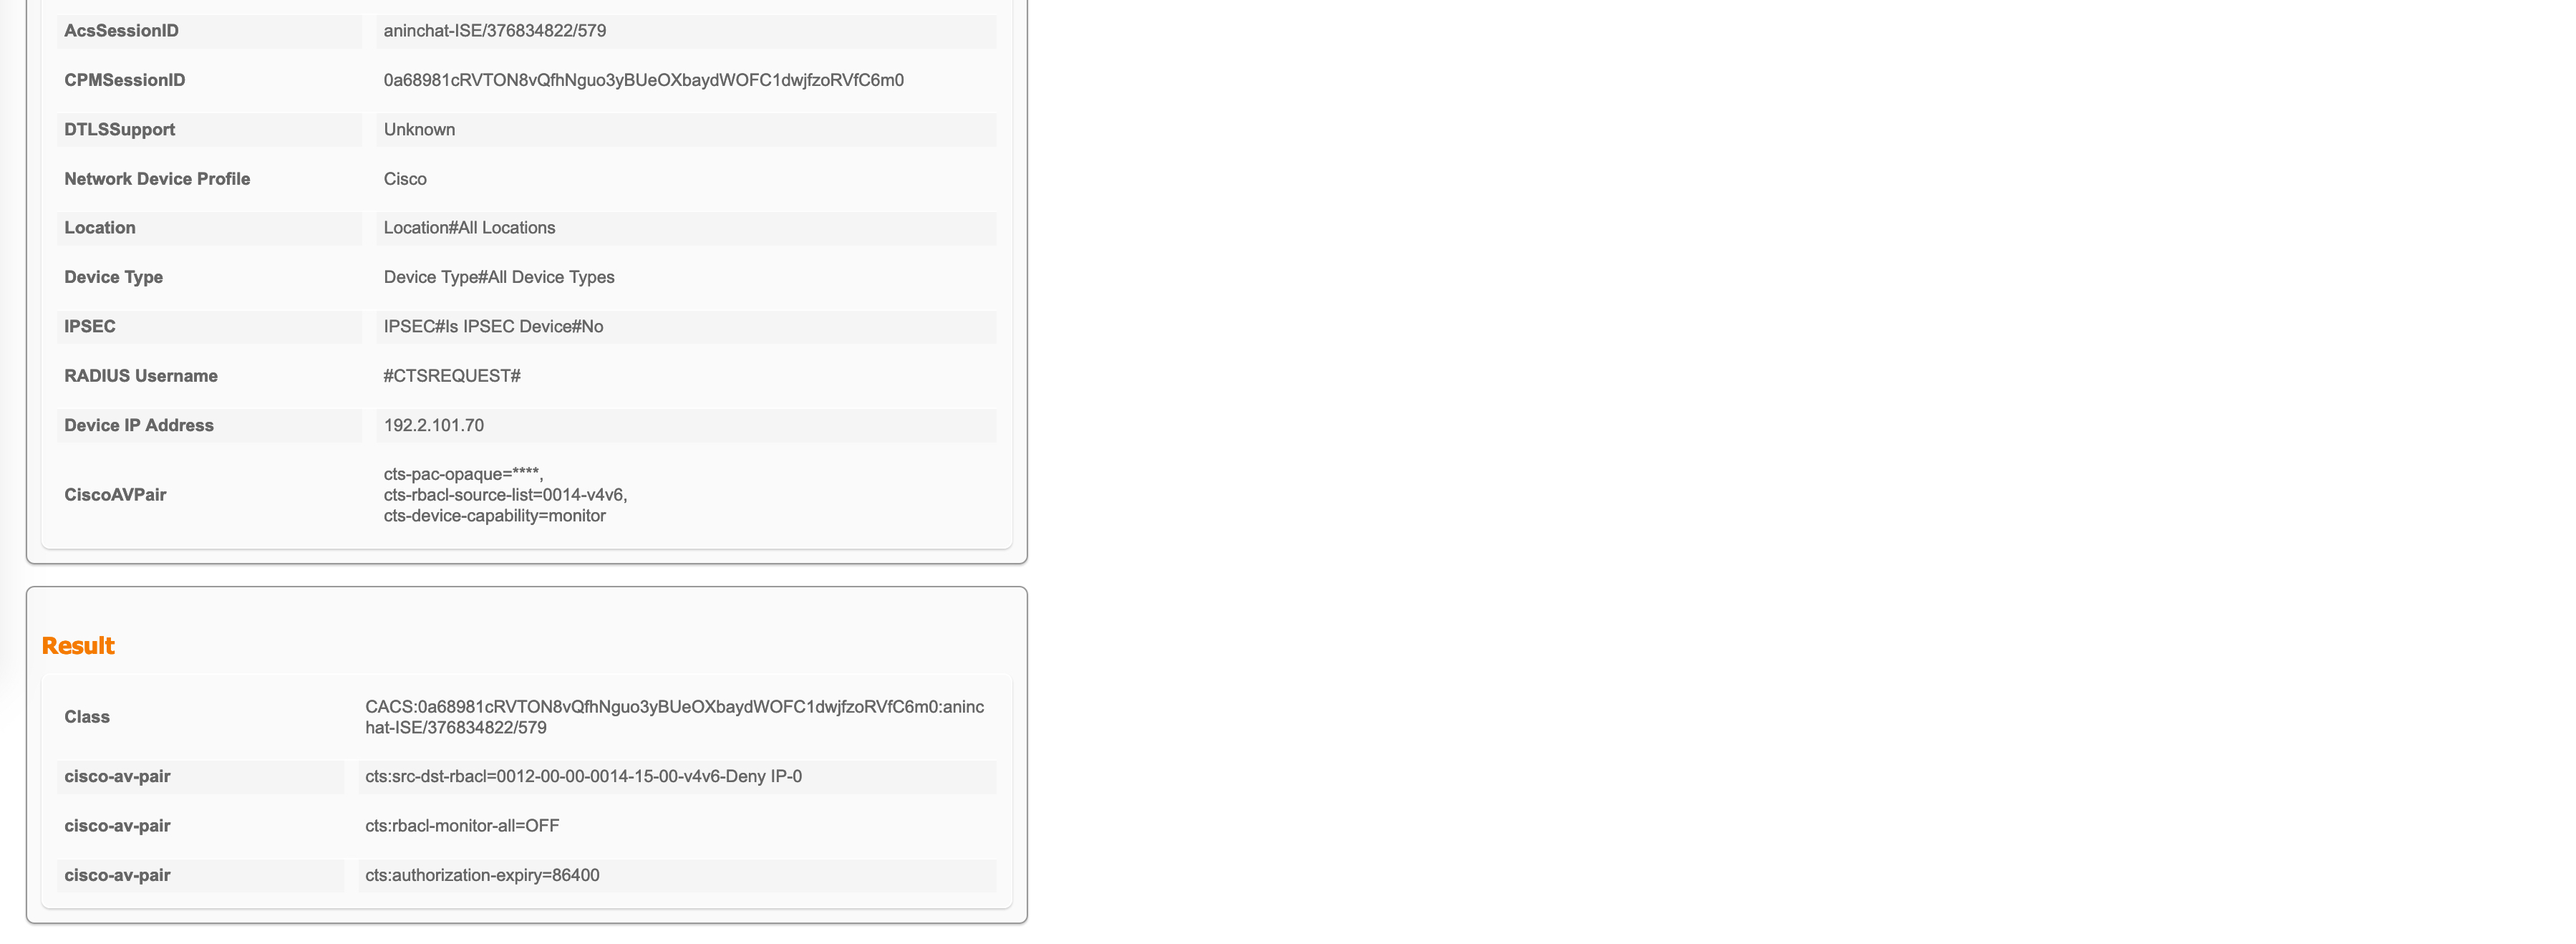 AcsSessionID aninchat-ISE/376834822/579
CPMSessionID 0a68981cRVTON8vQfhNguo3yBUeOXbaydWOFC1dwjfzoRVfC6m0
DTLSSupport Unknown
Network Device Profile Cisco
Location Location#All Locations
Device Type Device Type#All Device Types
IPSEC IPSEC#Is IPSEC Device#No
RADIUS Username #CTSREQUEST#
Device IP Address 192.2.101.70
CiscoAVPair cts-pac-opaque=****,
cts-rbacl-source-list=0014-v4v6,
cts-device-capability=monitor
Result
Class CACS:0a68981cRVTON8vQfhNguo3yBUeOXbaydWOFC1dwjfzoRVfC6m0:aninc
hat-ISE/376834822/579
cisco-av-pair cts:src-dst-rbacl=0012-00-00-0014-15-00-v4v6-Deny IP-0
cisco-av-pair cts:rbacl-monitor-all=OFF
cisco-av-pair cts:authorization-expiry=86400